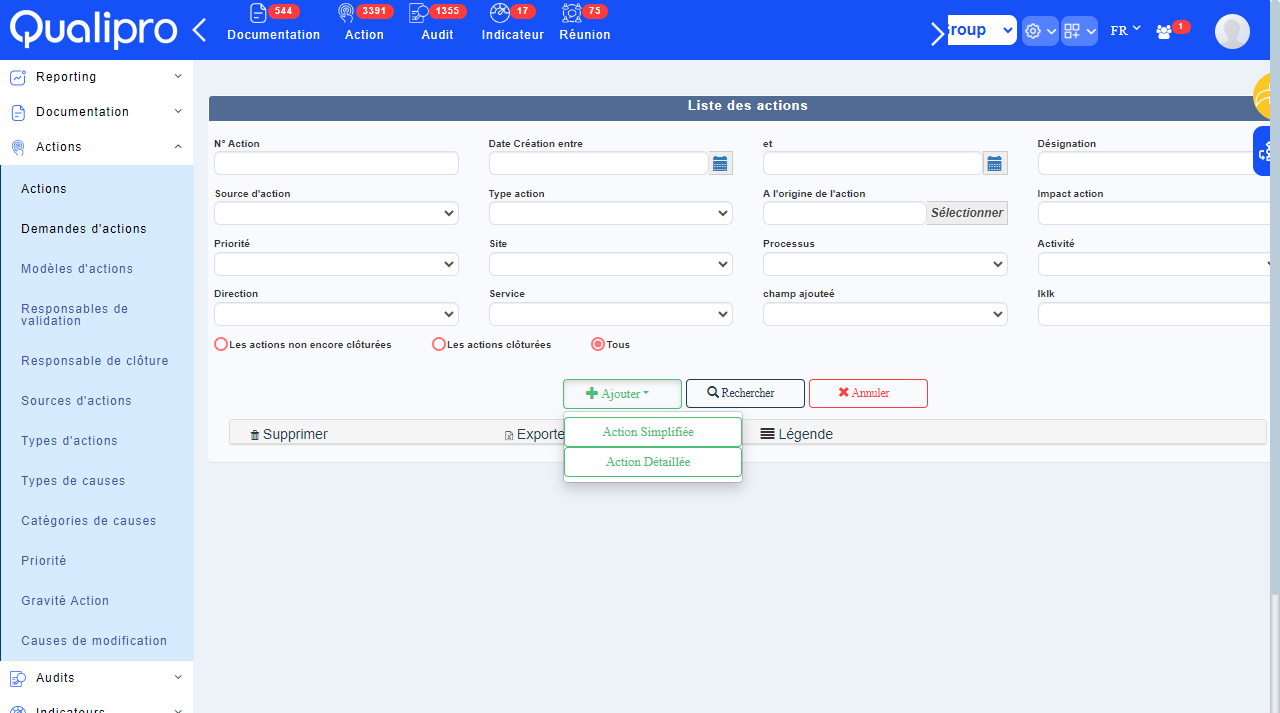 Qualipro
544
Documentation
3391
Action
1355
Audit
17
Indicateur
75
Réunion
roup
FR
1
Reporting
Documentation
Actions
Actions
Demandes d'actions
Modèles d'actions
Responsables de
validation
Responsable de clôture
Sources d'actions
Types d'actions
Types de causes
Catégories de causes
Priorité
Gravité Action
Causes de modification
Audits
Indicateurs
Liste des actions
N° Action
Date Création entre
et
Désignation
Source d'action
Type action
A l'origine de l'action
Sélectionner
Impact action
Priorité
Site
Processus
Activité
Direction
Service
champ ajouteé
Iklk
Les actions non encore clôturées
Les actions clôturées
Tous
Ajouter
Rechercher
Annuler
Supprimer
Exporte
Légende
Action Simplifiée
Action Détaillée